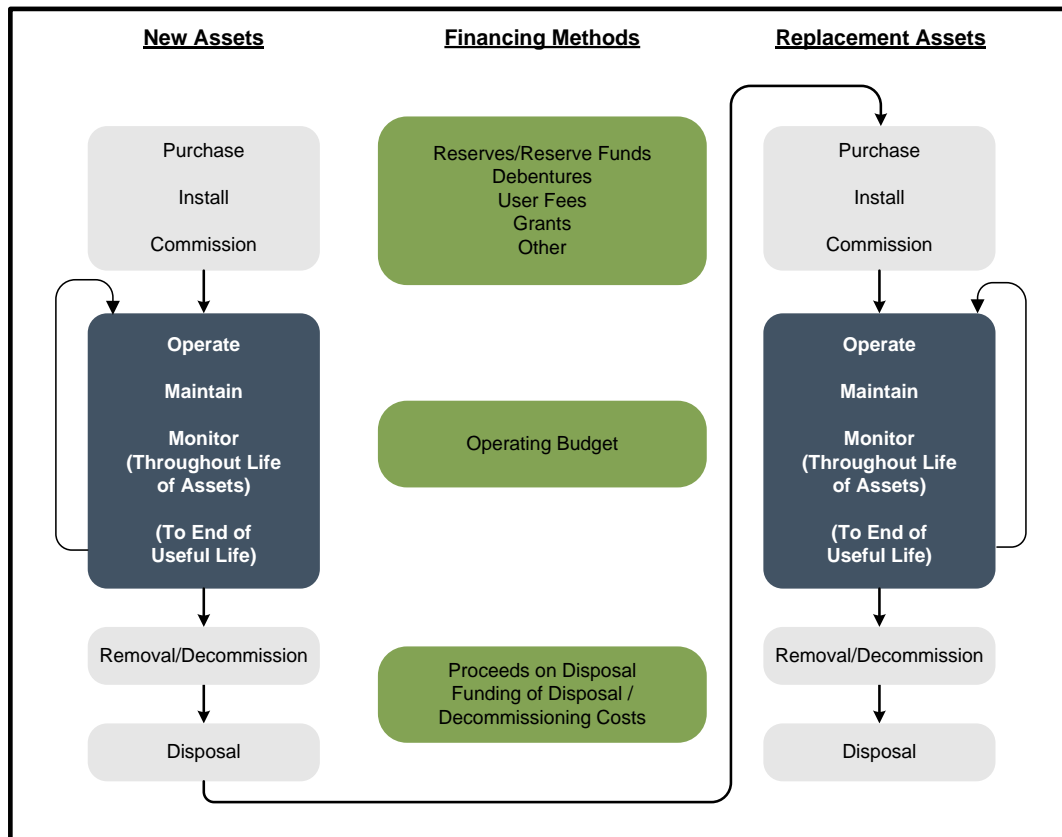 New Assets
Financing Methods
Replacement Assets
Purchase
Install
Commission
Operate
Maintain
Monitor
(Throughout Life
of Assets)
(To End of
Useful Life)
Removal/Decommission
Disposal
Reserves/Reserve Funds
Debentures
User Fees
Grants
Other
Operating Budget
Proceeds on Disposal
Funding of Disposal /
Decommissioning Costs
Purchase
Install
Commission
Operate
Maintain
Monitor
(Throughout Life
of Assets)
(To End of
Useful Life)
Removal/Decommission
Disposal